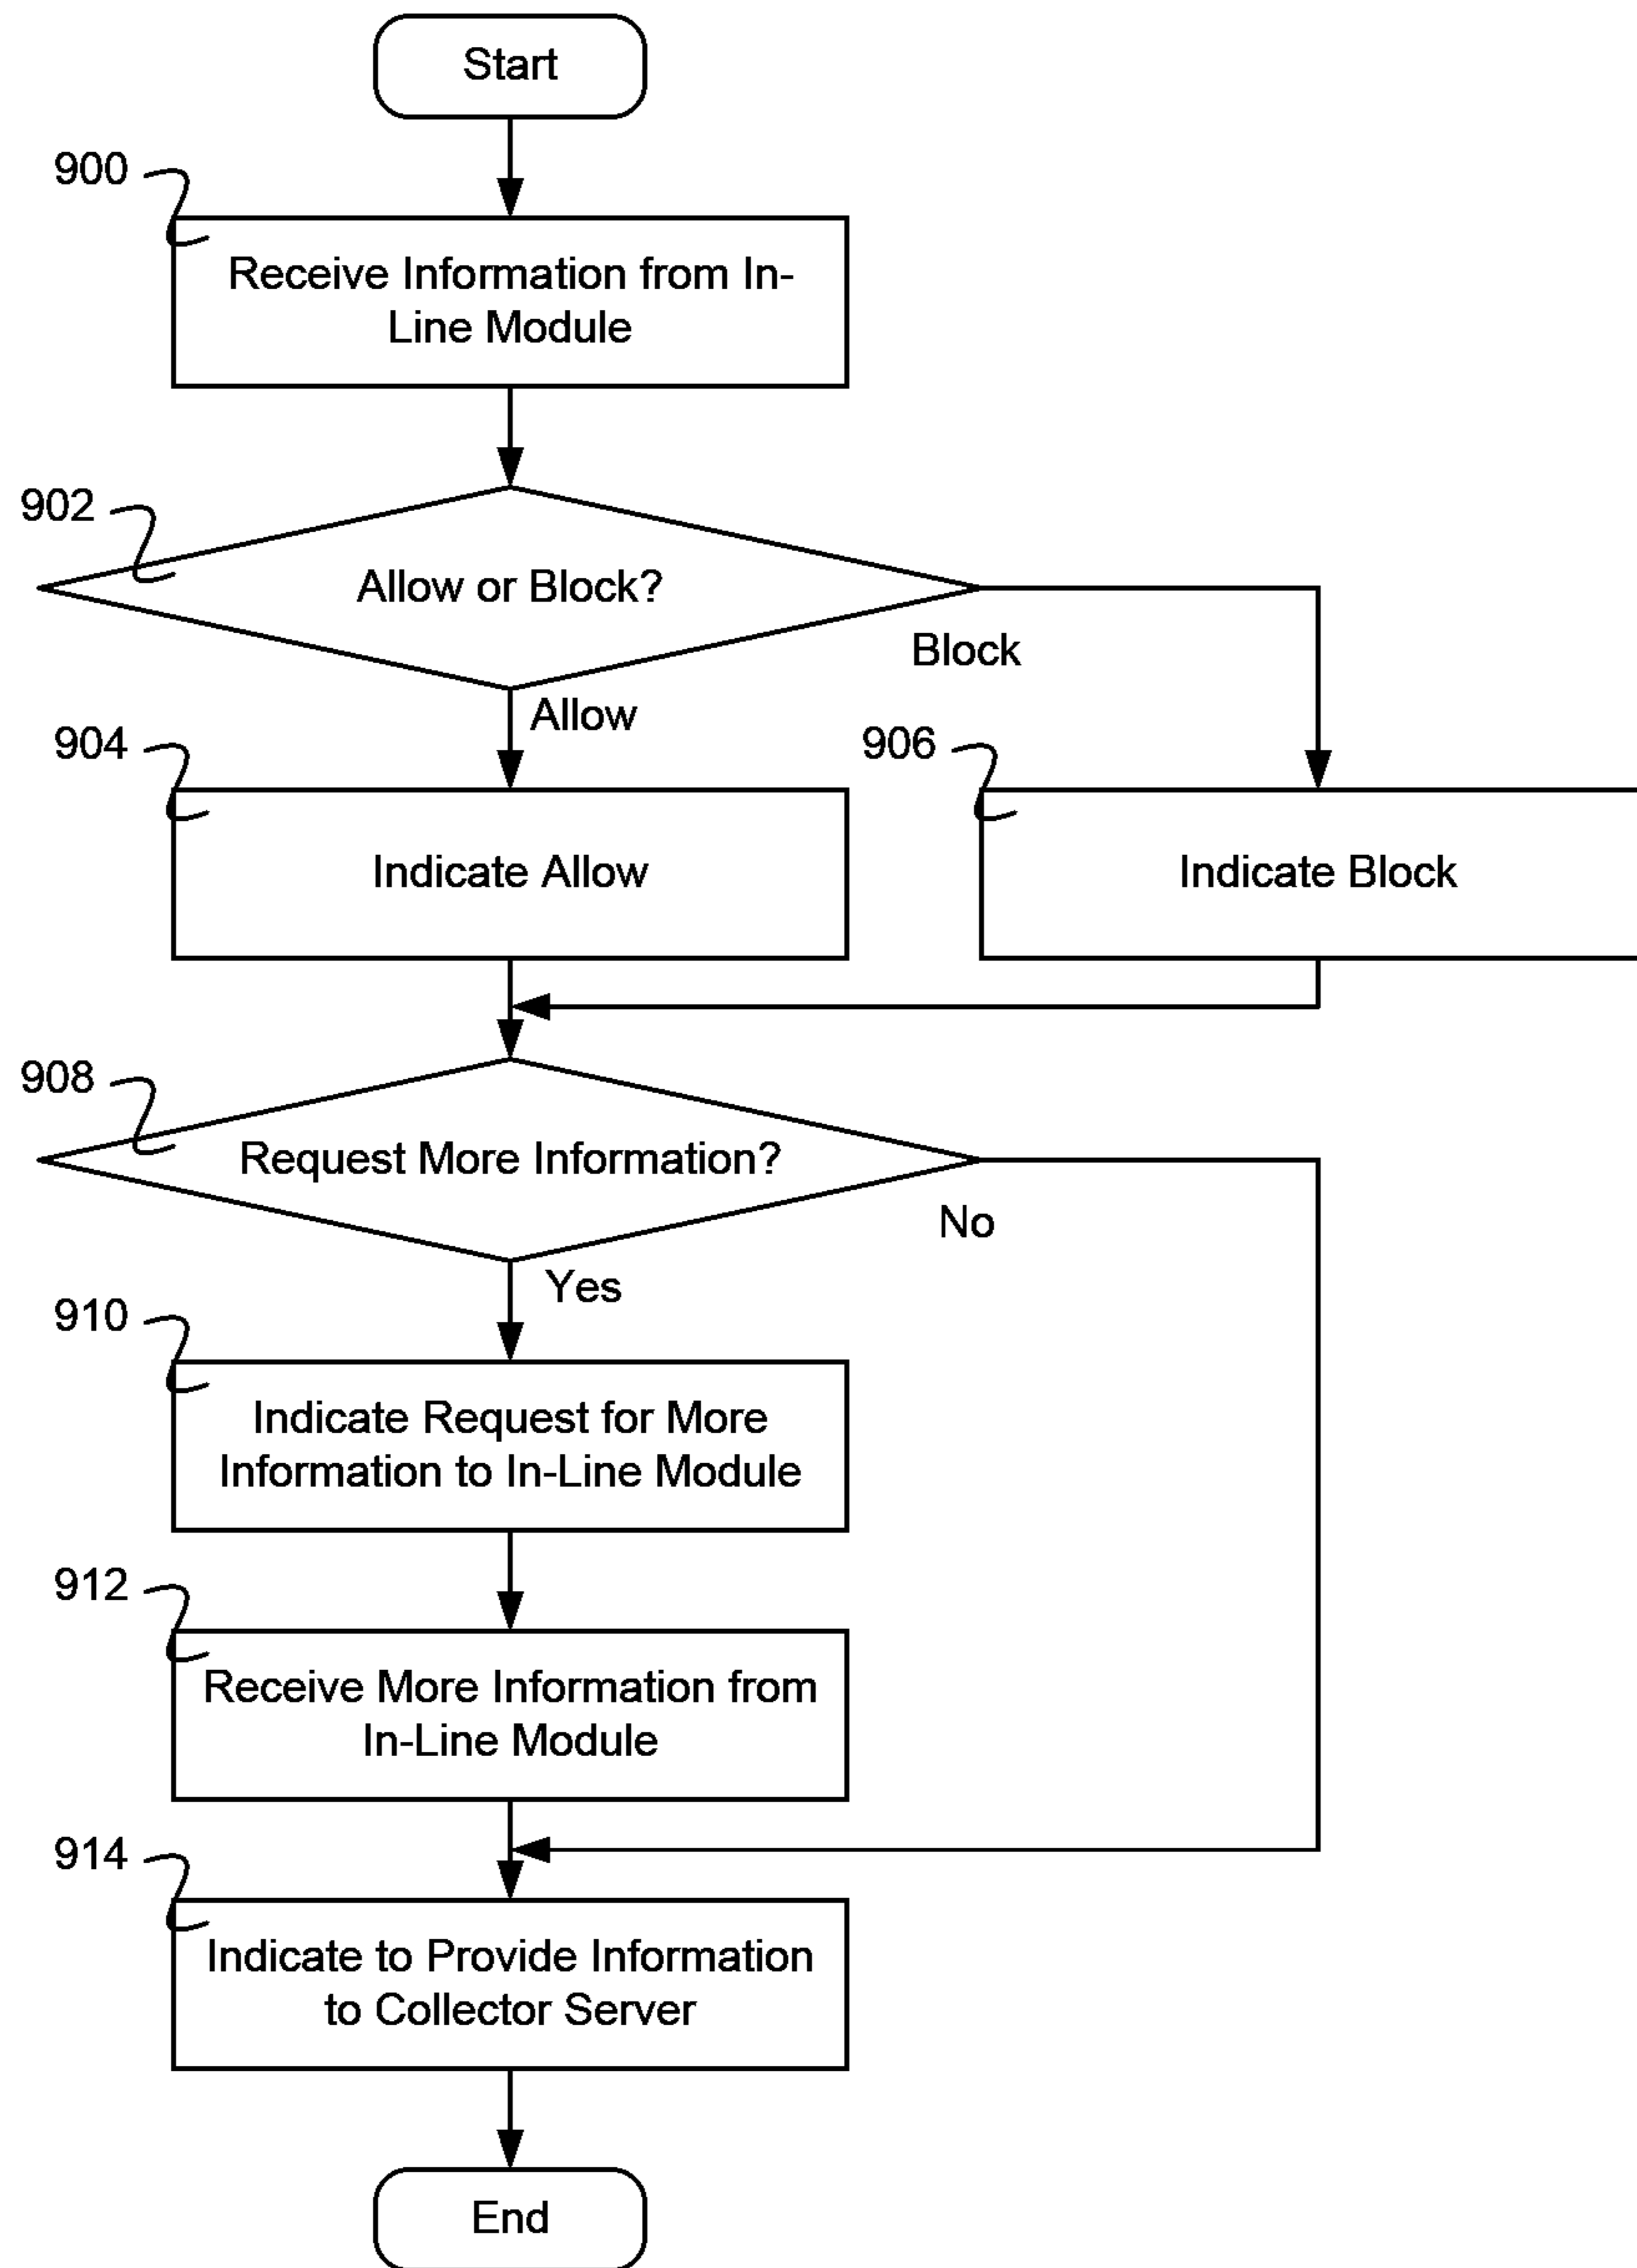 Start
900
Receive Information from In-
Line Module
902
Allow or Block?
Block
Allow
904
906
Indicate Allow
Indicate Block
908
Request More Information?
No
Yes
910
Indicate Request for More
Information to In-Line Module
912
Receive More Information from
In-Line Module
914
Indicate to Provide Information
to Collector Server
End